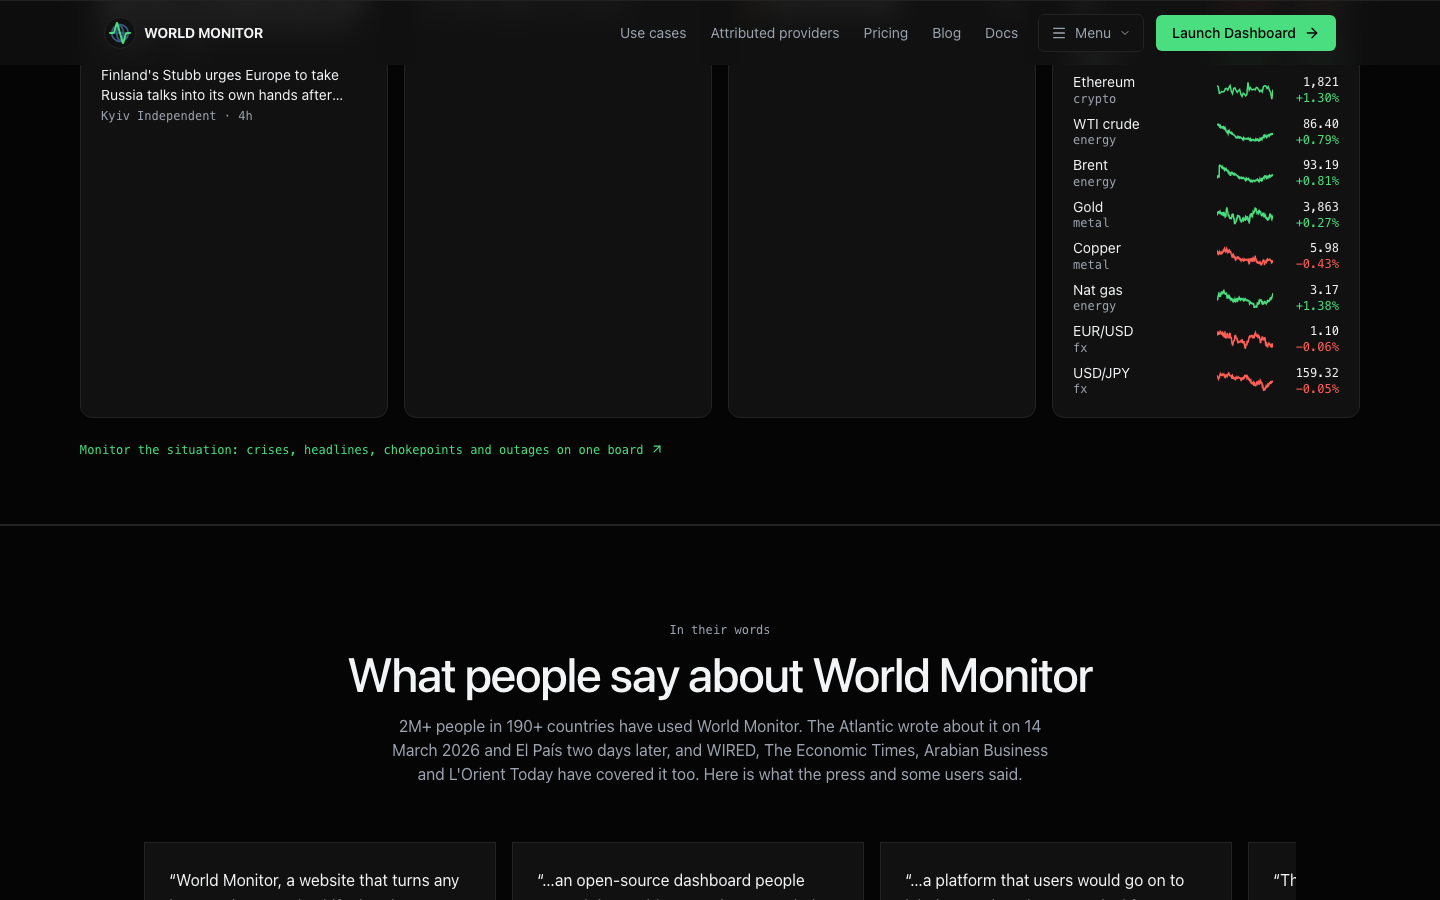 WORLD MONITOR
Use cases
Attributed providers
Pricing
Blog
Docs
Menu
Launch Dashboard
Finland's Stubb urges Europe to take
Russia talks into its own hands after…
Kyiv Independent · 4h
Ethereum 1,821
crypto +1.30%
WTI crude 86.40
energy +0.79%
Brent 93.19
energy +0.81%
Gold 3,863
metal +0.27%
Copper 5.98
metal −0.43%
Nat gas 3.17
energy +1.38%
EUR/USD 1.10
fx −0.06%
USD/JPY 159.32
fx −0.05%
Monitor the situation: crises, headlines, chokepoints and outages on one board
In their words
What people say about World Monitor
2M+ people in 190+ countries have used World Monitor. The Atlantic wrote about it on 14
March 2026 and El País two days later, and WIRED, The Economic Times, Arabian Business
and L'Orient Today have covered it too. Here is what the press and some users said.
“World Monitor, a website that turns any
“…an open-source dashboard people
“…a platform that users would go on to